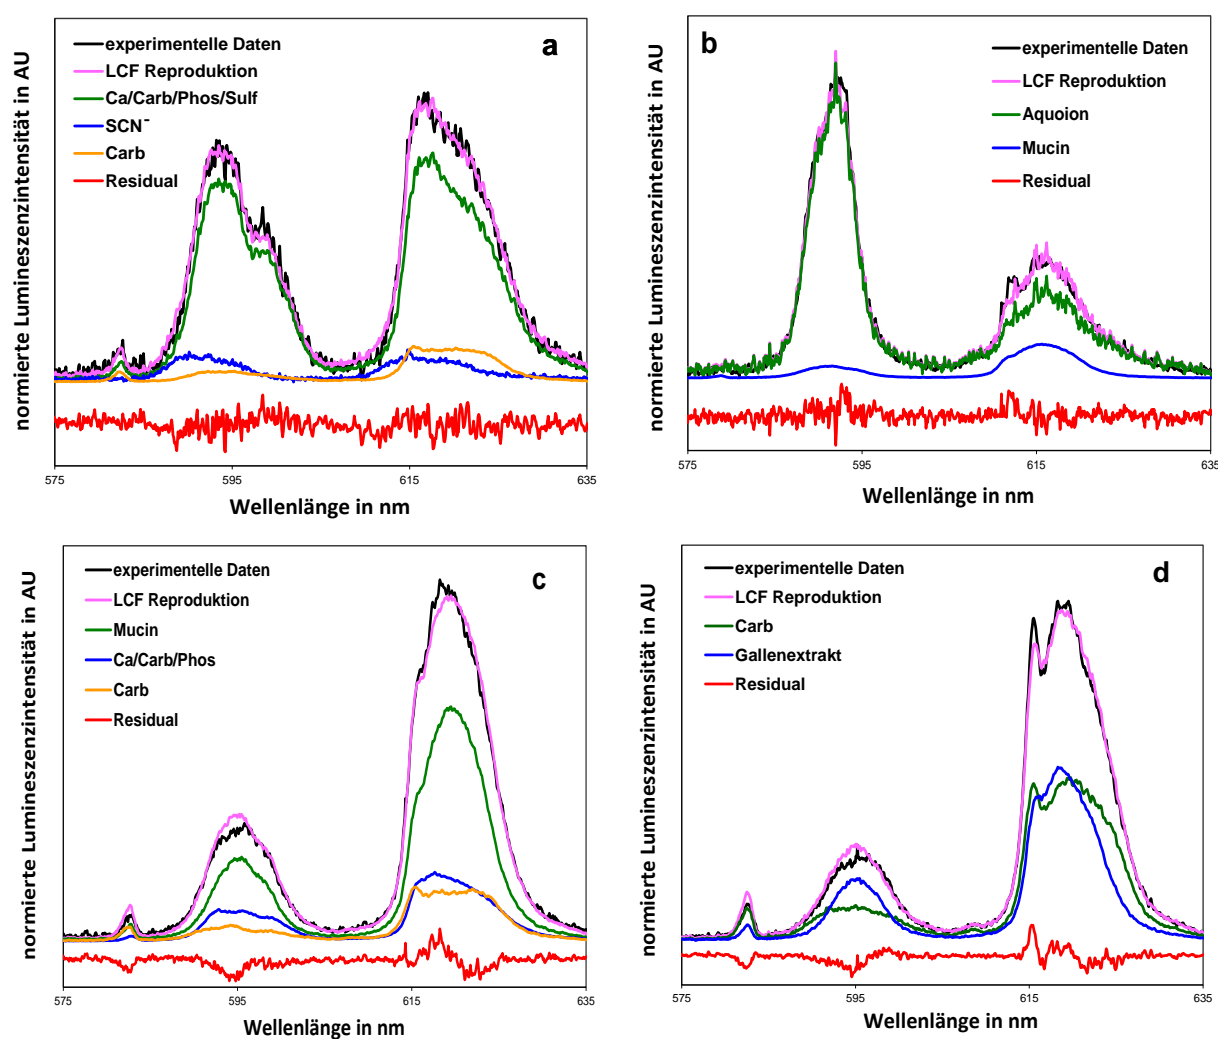 a
experimentelle Daten
LCF Reproduktion
Ca/Carb/Phos/Sulf
SCN⁻
Carb
Residual
normierte Lumineszenzintensität in AU
575 595 615 635
Wellenlänge in nm
b
experimentelle Daten
LCF Reproduktion
Aquoion
Mucin
Residual
normierte Lumineszenzintensität in AU
575 595 615 635
Wellenlänge in nm
c
experimentelle Daten
LCF Reproduktion
Mucin
Ca/Carb/Phos
Carb
Residual
normierte Lumineszenzintensität in AU
575 595 615 635
Wellenlänge in nm
d
experimentelle Daten
LCF Reproduktion
Carb
Gallenextrakt
Residual
normierte Lumineszenzintensität in AU
575 595 615 635
Wellenlänge in nm